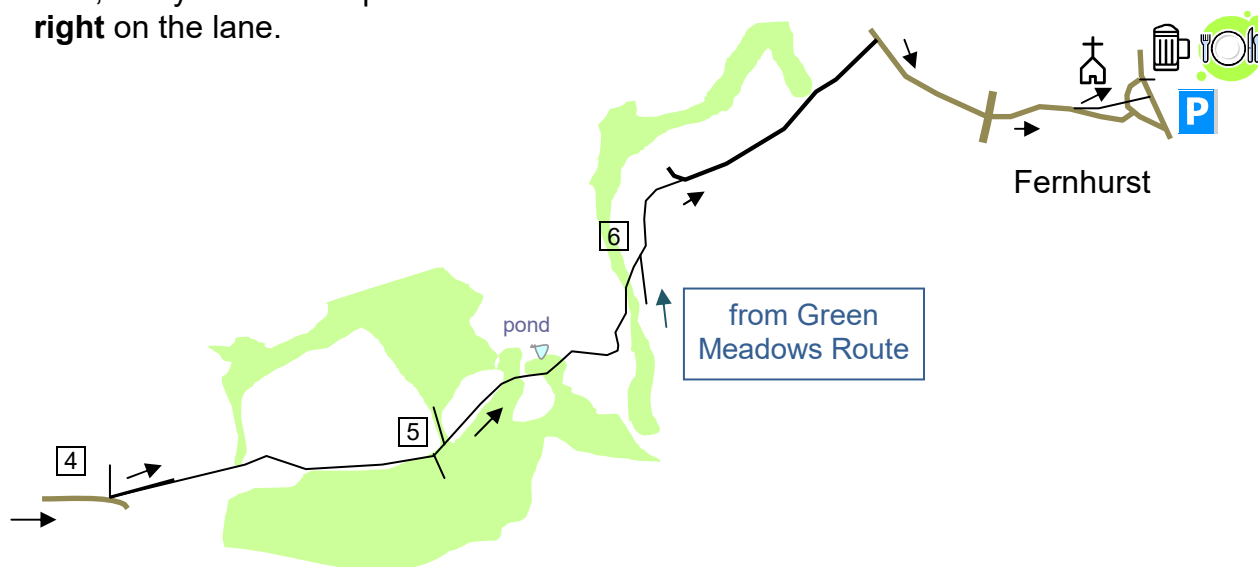 right on the lane.
P
Fernhurst
6
from Green
Meadows Route
pond
5
4